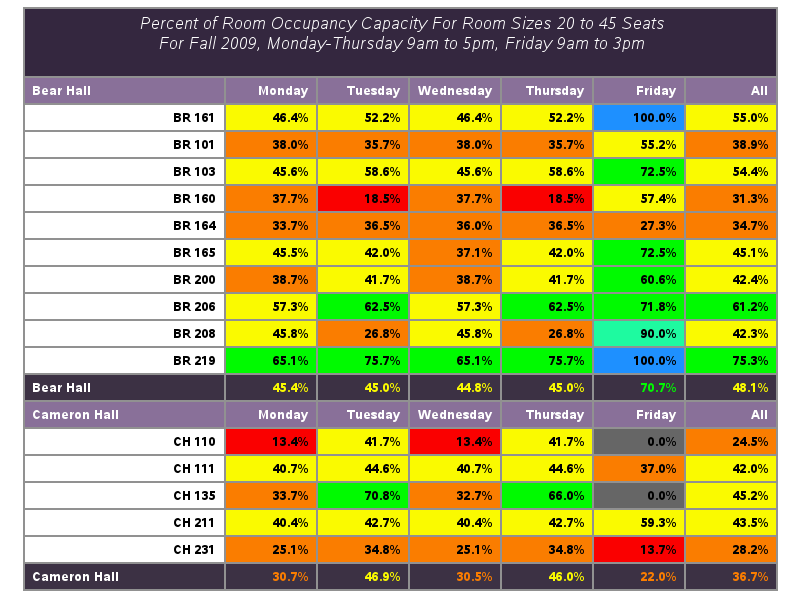 Percent of Room Occupancy Capacity For Room Sizes 20 to 45 Seats
For Fall 2009, Monday-Thursday 9am to 5pm, Friday 9am to 3pm
Bear Hall Monday Tuesday Wednesday Thursday Friday All
BR 161 46.4% 52.2% 46.4% 52.2% 100.0% 55.0%
BR 101 38.0% 35.7% 38.0% 35.7% 55.2% 38.9%
BR 103 45.6% 58.6% 45.6% 58.6% 72.5% 54.4%
BR 160 37.7% 18.5% 37.7% 18.5% 57.4% 31.3%
BR 164 33.7% 36.5% 36.0% 36.5% 27.3% 34.7%
BR 165 45.5% 42.0% 37.1% 42.0% 72.5% 45.1%
BR 200 38.7% 41.7% 38.7% 41.7% 60.6% 42.4%
BR 206 57.3% 62.5% 57.3% 62.5% 71.8% 61.2%
BR 208 45.8% 26.8% 45.8% 26.8% 90.0% 42.3%
BR 219 65.1% 75.7% 65.1% 75.7% 100.0% 75.3%
Bear Hall 45.4% 45.0% 44.8% 45.0% 70.7% 48.1%
Cameron Hall Monday Tuesday Wednesday Thursday Friday All
CH 110 13.4% 41.7% 13.4% 41.7% 0.0% 24.5%
CH 111 40.7% 44.6% 40.7% 44.6% 37.0% 42.0%
CH 135 33.7% 70.8% 32.7% 66.0% 0.0% 45.2%
CH 211 40.4% 42.7% 40.4% 42.7% 59.3% 43.5%
CH 231 25.1% 34.8% 25.1% 34.8% 13.7% 28.2%
Cameron Hall 30.7% 46.9% 30.5% 46.0% 22.0% 36.7%